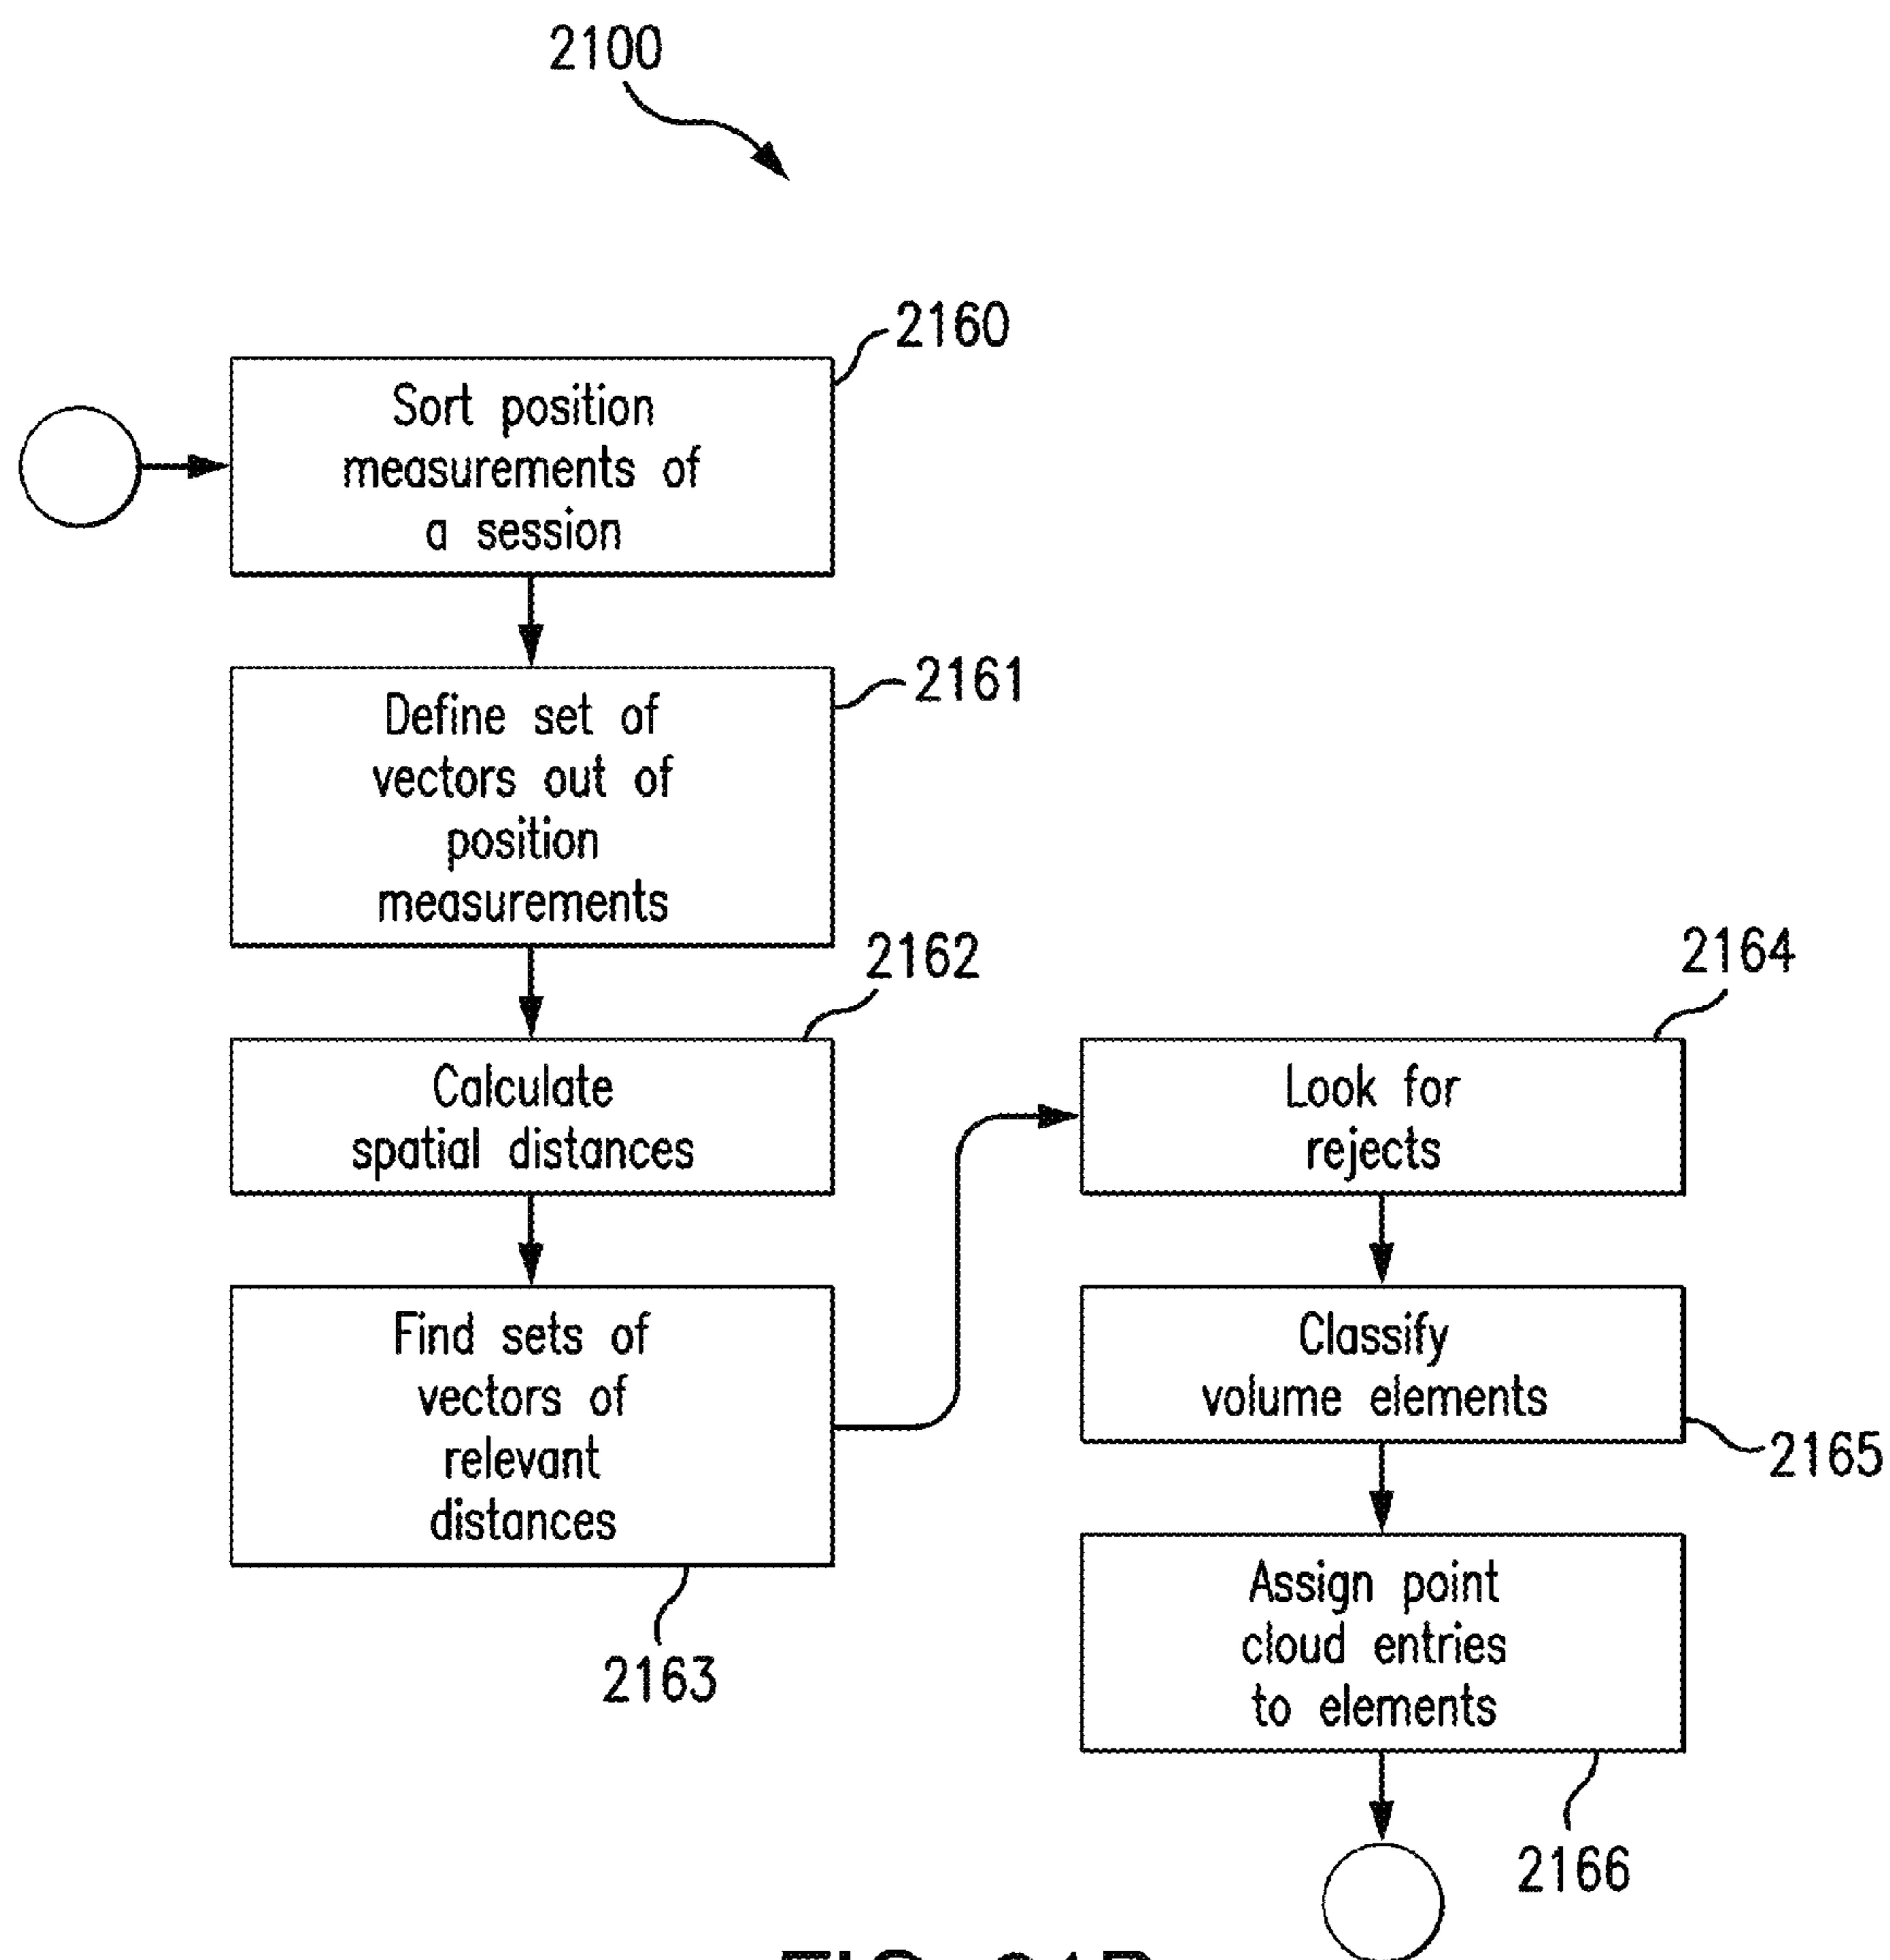 2100
2160
Sort position
measurements of
a session
2161
Define set of
vectors out of
position
measurements
2162
Calculate
spatial distances
Find sets of
vectors of
relevant
distances
2163
2164
Look for
rejects
Classify
volume elements
2165
Assign point
cloud entries
to elements
2166